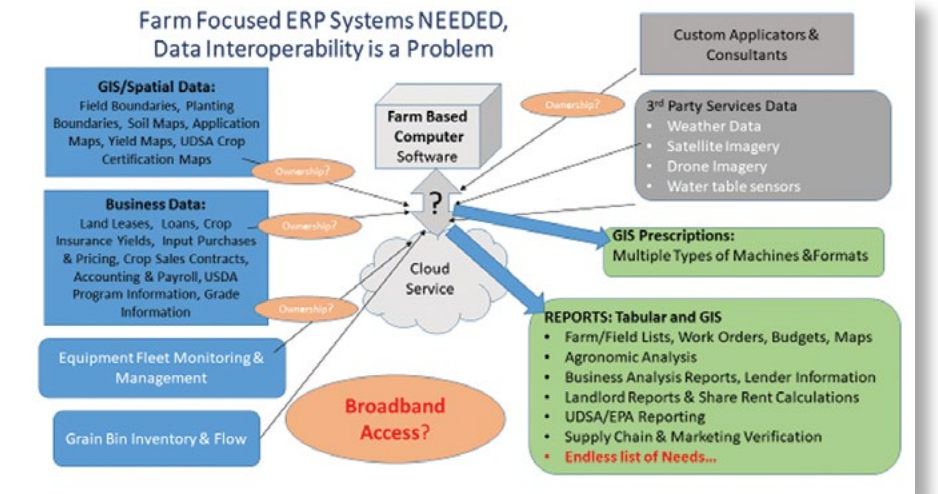 Farm Focused ERP Systems NEEDED,
Data Interoperability is a Problem
GIS/Spatial Data:
Field Boundaries, Planting
Boundaries, Soil Maps, Application
Maps, Yield Maps, UDSA Crop
Certification Maps
Business Data:
Land Leases, Loans, Crop
Insurance Yields, Input Purchases
& Pricing, Crop Sales Contracts,
Accounting & Payroll, USDA
Program Information, Grade
Information
Equipment Fleet Monitoring &
Management
Grain Bin Inventory & Flow
Ownership?
Ownership?
Ownership?
Farm Based
Computer
Software
?
Cloud
Service
Broadband
Access?
Ownership?
Custom Applicators &
Consultants
3rd Party Services Data
• Weather Data
• Satellite Imagery
• Drone Imagery
• Water table sensors
GIS Prescriptions:
Multiple Types of Machines &Formats
REPORTS: Tabular and GIS
• Farm/Field Lists, Work Orders, Budgets, Maps
• Agronomic Analysis
• Business Analysis Reports, Lender Information
• Landlord Reports & Share Rent Calculations
• UDSA/EPA Reporting
• Supply Chain & Marketing Verification
• Endless list of Needs...